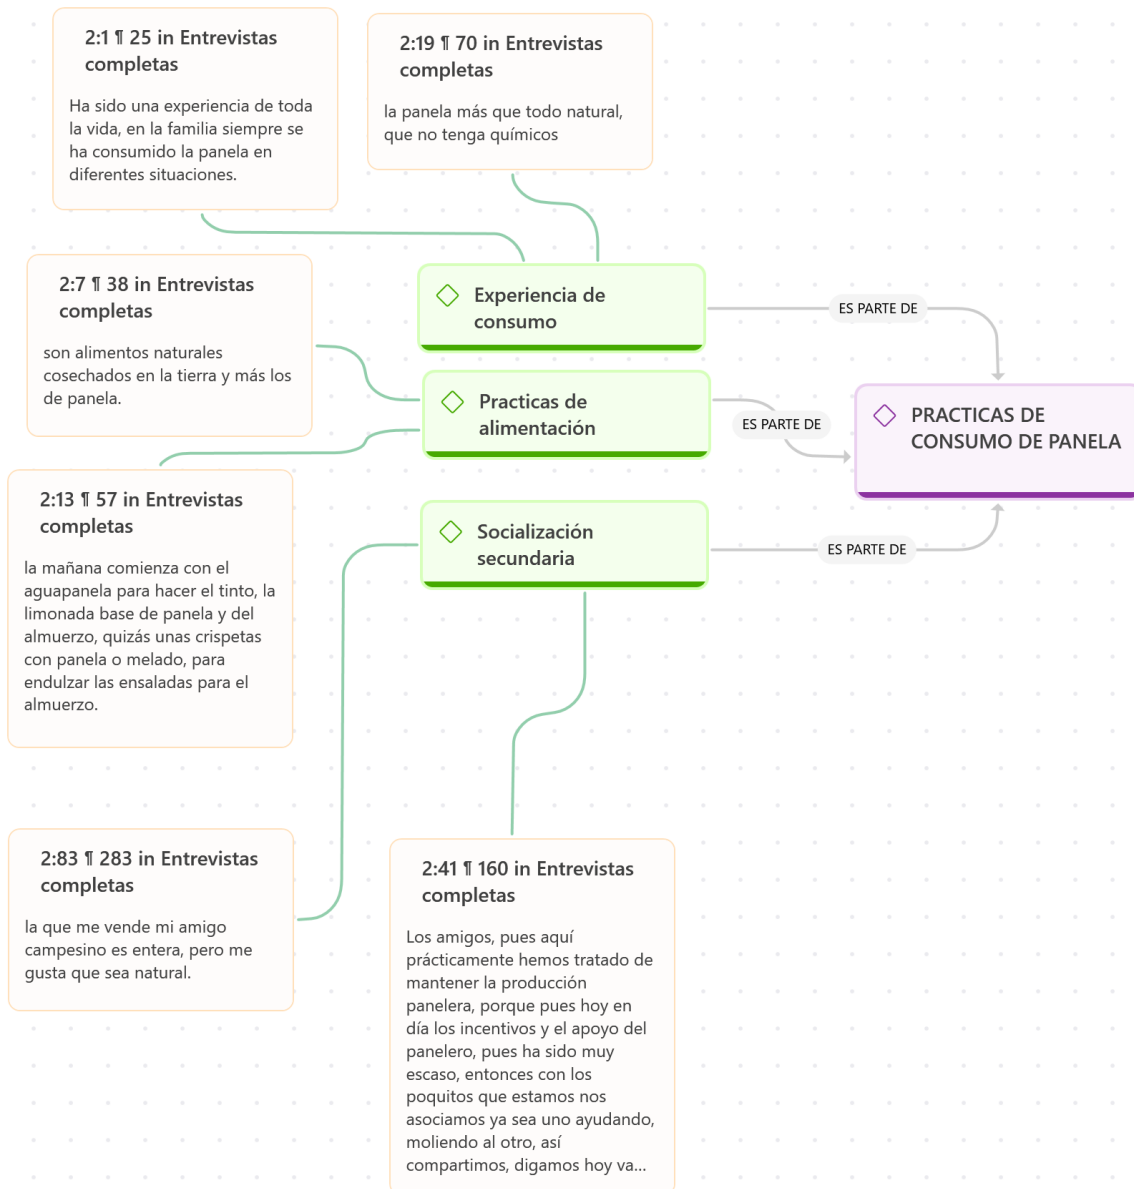 2:1 ¶ 25 in Entrevistas
completas
Ha sido una experiencia de toda
la vida, en la familia siempre se
ha consumido la panela en
diferentes situaciones.
2:19 ¶ 70 in Entrevistas
completas
la panela más que todo natural,
que no tenga químicos
2:7 ¶ 38 in Entrevistas
completas
son alimentos naturales
cosechados en la tierra y más los
de panela.
Experiencia de
consumo
ES PARTE DE
Practicas de
alimentación
ES PARTE DE
PRACTICAS DE
CONSUMO DE PANELA
2:13 ¶ 57 in Entrevistas
completas
la mañana comienza con el
aguapanela para hacer el tinto, la
limonada base de panela y del
almuerzo, quizás unas crispetas
con panela o melado, para
endulzar las ensaladas para el
almuerzo.
Socialización
secundaria
ES PARTE DE
2:83 ¶ 283 in Entrevistas
completas
la que me vende mi amigo
campesino es entera, pero me
gusta que sea natural.
2:41 ¶ 160 in Entrevistas
completas
Los amigos, pues aquí
prácticamente hemos tratado de
mantener la producción
panelera, porque pues hoy en
día los incentivos y el apoyo del
panelero, pues ha sido muy
escaso, entonces con los
poquitos que estamos nos
asociamos ya sea uno ayudando,
moliendo al otro, así
compartimos, digamos hoy va...